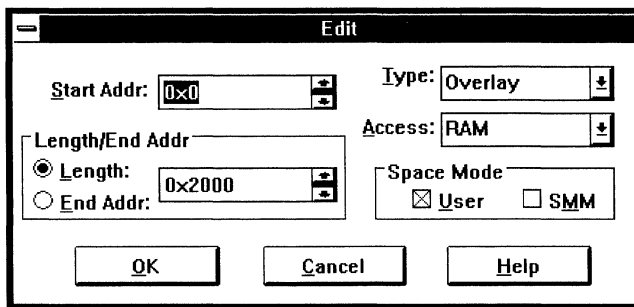 Edit
Start Addr: 0x0
Type: Overlay
Length/End Addr
Access: RAM
Length:
0x2000
End Addr:
Space Mode
User SMM
OK Cancel Help